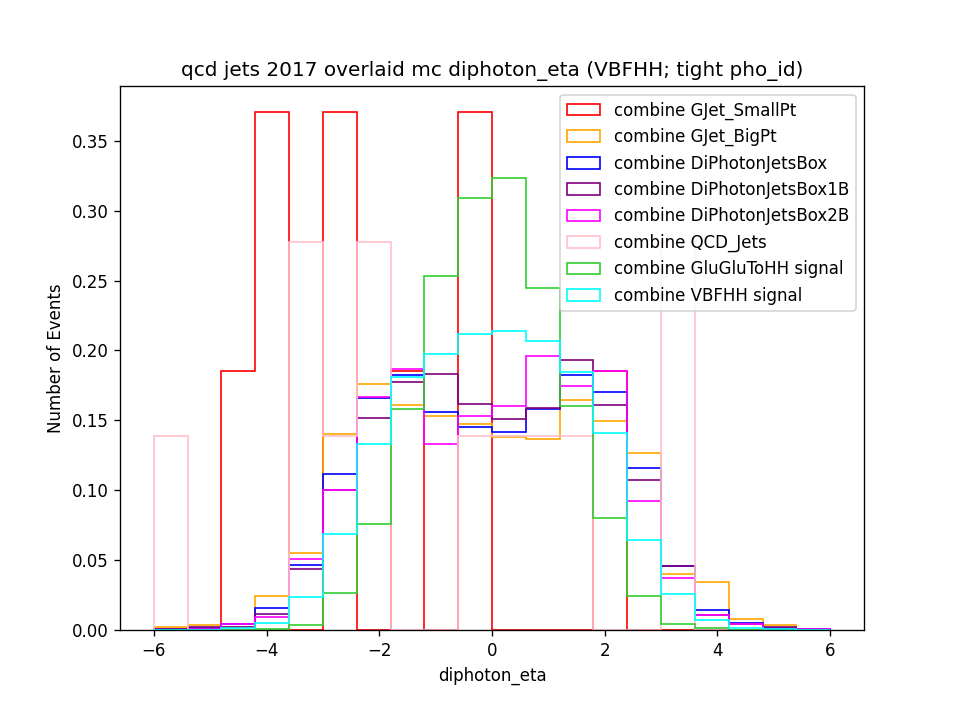 qcd jets 2017 overlaid mc diphoton_eta (VBFHH; tight pho_id)
combine GJet_SmallPt
combine GJet_BigPt
combine DiPhotonJetsBox
combine DiPhotonJetsBox1B
combine DiPhotonJetsBox2B
combine QCD_Jets
combine GluGluToHH signal
combine VBFHH signal
Number of Events
0.35
0.30
0.25
0.20
0.15
0.10
0.05
0.00
−6 −4 −2 0 2 4 6
diphoton_eta